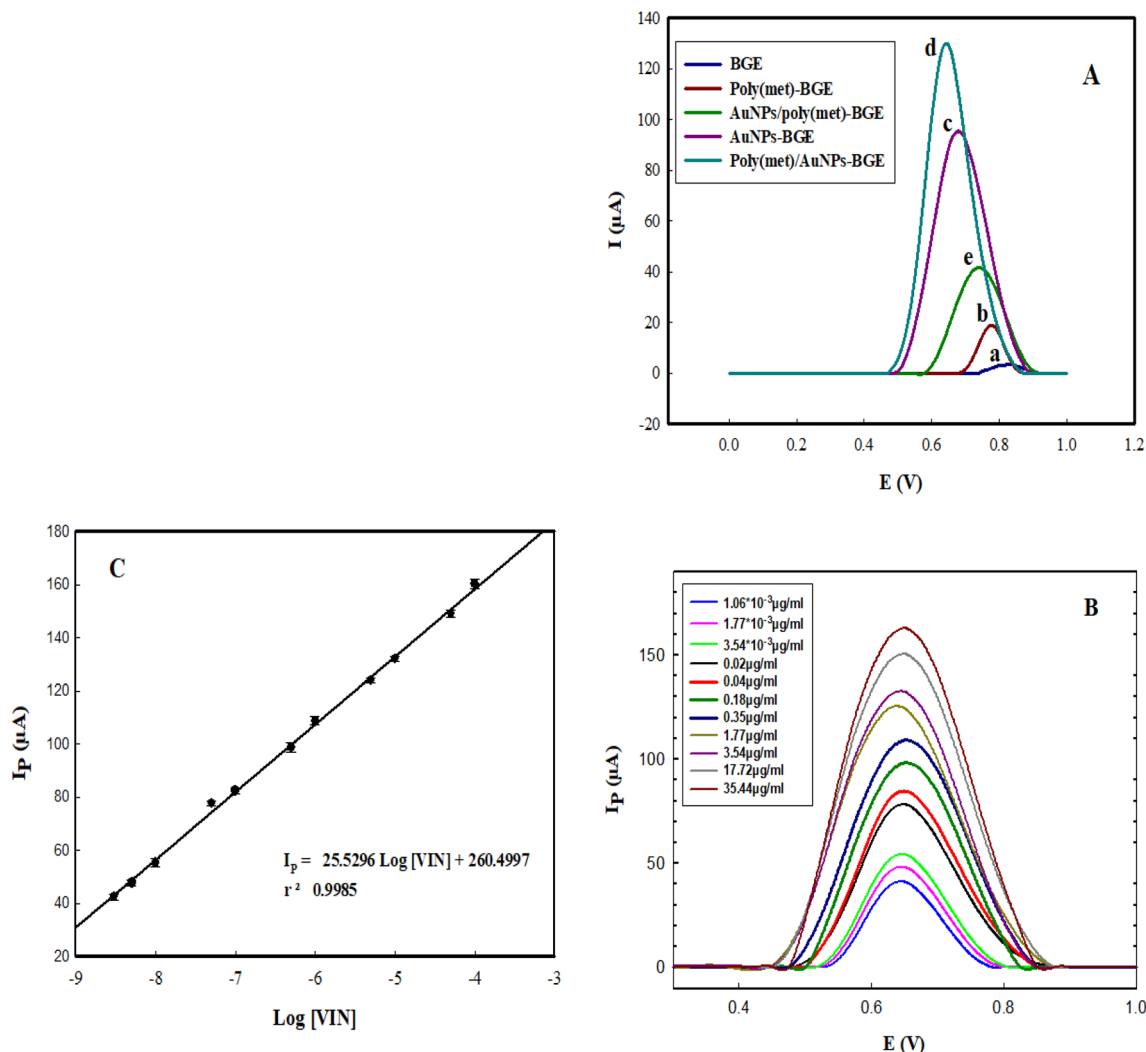 A
140
120
100
80
60
40
20
0
-20
I (µA)
BGE
Poly(met)-BGE
AuNPs/poly(met)-BGE
AuNPs-BGE
Poly(met)/AuNPs-BGE
d
c
e
b
a
0.0 0.2 0.4 0.6 0.8 1.0 1.2
E (V)
C
180
160
140
120
100
80
60
40
20
I_P (µA)
I_P = 25.5296 Log [VIN] + 260.4997
r ² 0.9985
-9 -8 -7 -6 -5 -4 -3
Log [VIN]
B
150
100
50
0
I_P (µA)
1.06*10⁻³µg/ml
1.77*10⁻³µg/ml
3.54*10⁻³µg/ml
0.02µg/ml
0.04µg/ml
0.18µg/ml
0.35µg/ml
1.77µg/ml
3.54µg/ml
17.72µg/ml
35.44µg/ml
0.4 0.6 0.8 1.0
E (V)